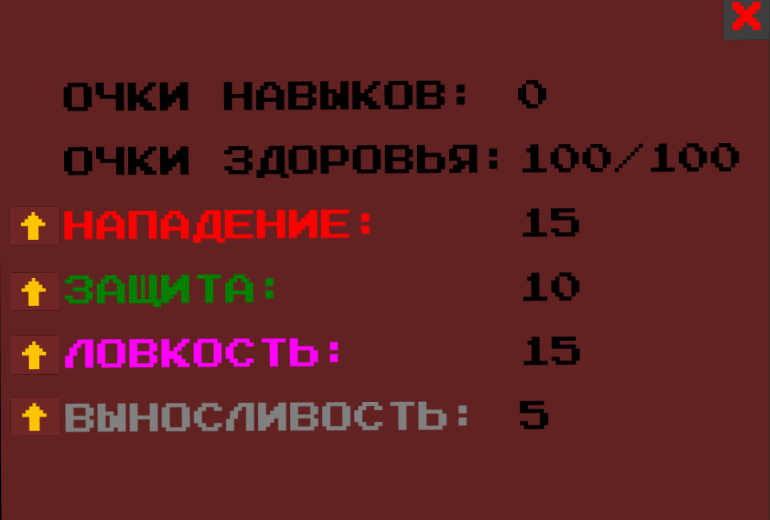 ОЧКИ НАВЫКОВ: 0
ОЧКИ ЗДОРОВЬЯ: 100/100
НАПАДЕНИЕ: 15
ЗАЩИТА: 10
ЛОВКОСТЬ: 15
ВЫНОСЛИВОСТЬ: 5